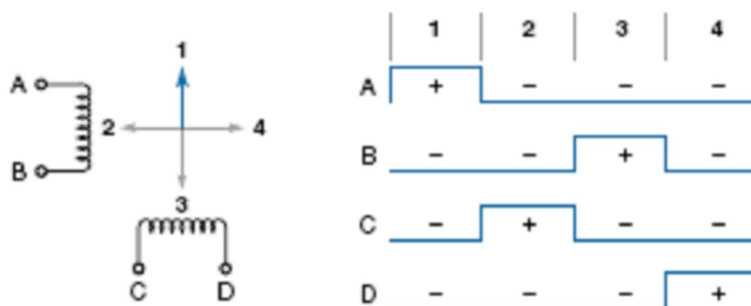 1
A
2
4
B
3
C D
1 2 3 4
A + − − −
B − − + −
C − + − −
D − − − +